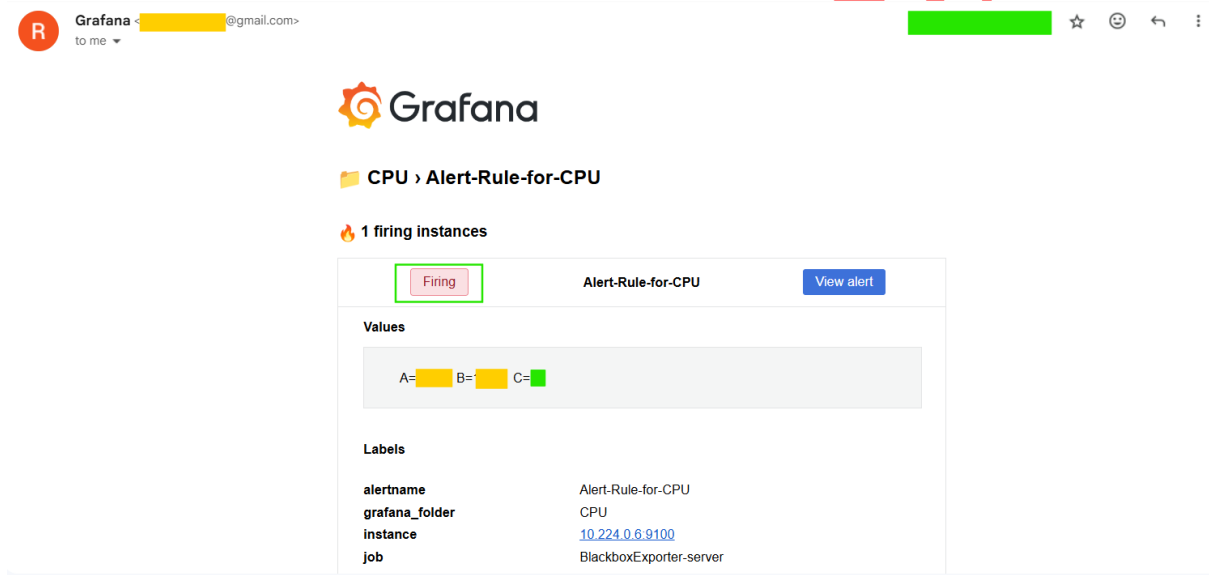 R
Grafana < @gmail.com>
to me
Grafana
CPU › Alert-Rule-for-CPU
1 firing instances
Firing Alert-Rule-for-CPU View alert
Values
A= B= C=
Labels
alertname Alert-Rule-for-CPU
grafana_folder CPU
instance 10.224.0.6:9100
job BlackboxExporter-server